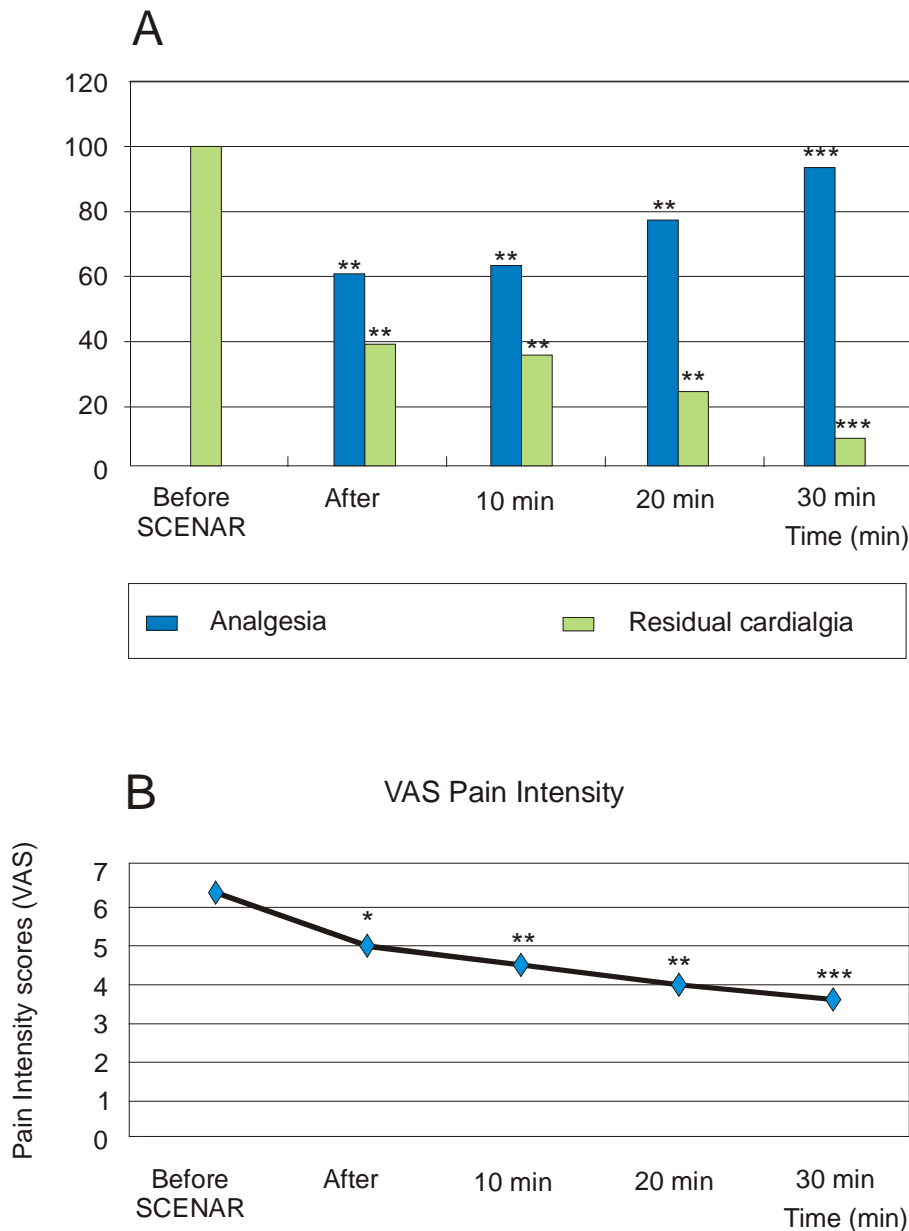 A
120
100
80
60
40
20
0
** ** ** ** ** ** *** ***
Before
SCENAR
After
10 min
20 min
30 min
Time (min)
Analgesia
Residual cardialgia
B
VAS Pain Intensity
Pain Intensity scores (VAS)
7
6
5
4
3
2
1
0
* ** ** ***
Before
SCENAR
After
10 min
20 min
30 min
Time (min)